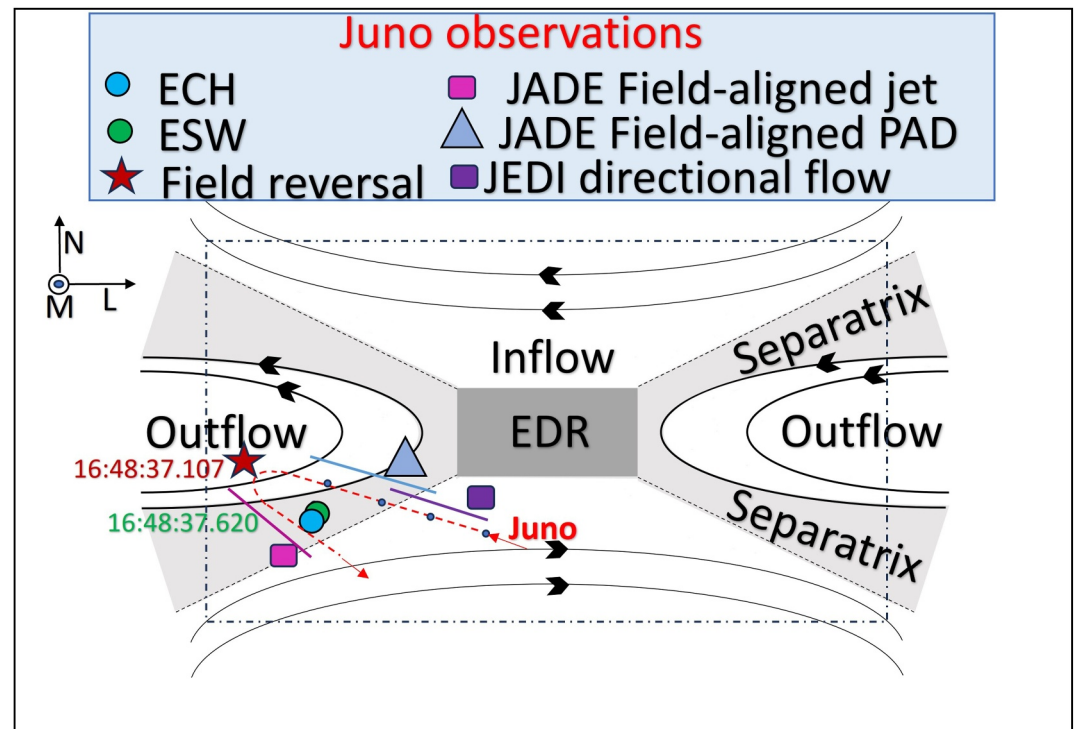 Juno observations
ECH
JADE Field-aligned jet
ESW
JADE Field-aligned PAD
Field reversal
JEDI directional flow
N
M
L
Separatrix
Inflow
Outflow
EDR
Outflow
16:48:37.107
16:48:37.620
Juno
Separatrix